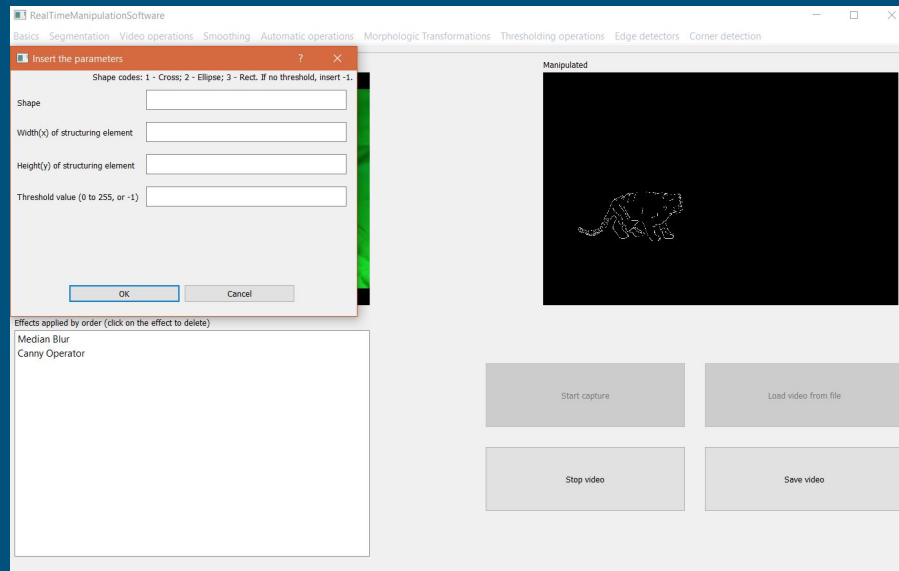 RealTimeManipulationSoftware
Basics Segmentation Video operations Smoothing Automatic operations Morphologic Transformations Thresholding operations Edge detectors Corner detection
Insert the parameters ?
Shape codes: 1 - Cross; 2 - Ellipse; 3 - Rect. If no threshold, insert -1.
Shape
Width(x) of structuring element
Height(y) of structuring element
Threshold value (0 to 255, or -1)
OK Cancel
Manipulated
Effects applied by order (click on the effect to delete)
Median Blur
Canny Operator
Start capture Load video from file
Stop video Save video